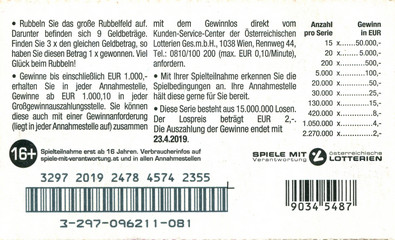 • Rubbeln Sie das große Rubbelfeld auf.
Darunter befinden sich 9 Geldbeträge.
Finden Sie 3 x den gleichen Geldbetrag, so
haben Sie diesen Betrag 1 x gewonnen. Viel
Glück beim Rubbeln!
• Gewinne bis einschließlich EUR 1.000,-
erhalten Sie in jeder Annahmestelle,
Gewinne ab EUR 1.000,10 in jeder
Großgewinnauszahlungsstelle. Sie können
diese auch mit einer Gewinnanforderung
(liegt in jeder Annahmestelle auf) zusammen
mit dem Gewinnlos direkt vom
Kunden-Service-Center der Österreichischen
Lotterien Ges.m.b.H., 1038 Wien, Rennweg 44,
Tel.: 0810/100 200 (max. EUR 0,10/Minute),
anfordern.
• Mit Ihrer Spielteilnahme erkennen Sie die
Spielbedingungen an. Ihre Annahmestelle
hält diese gerne für Sie bereit.
• Diese Serie besteht aus 15.000.000 Losen.
Der Lospreis beträgt EUR 2,-
Die Auszahlung der Gewinne endet mit
23.4.2019.
Anzahl pro Serie Gewinn in EUR
15 x.......50.000,-
20 x.........5.000,-
200 x............500,-
5.000 x............100,-
20.000 x..............50,-
25.000 x..............30,-
130.000 x..............15,-
420.000 x................8,-
1.050.000 x................4,-
2.270.000 x................2,-
16+
Spielteilnahme erst ab 16 Jahren. Verbraucherinfos auf
spiele-mit-verantwortung.at und in allen Annahmestellen
SPIELE MIT
Verantwortung
österreichische
LOTTERIEN
3297 2019 2478 4574 2355
3-297-096211-081
9034 5487